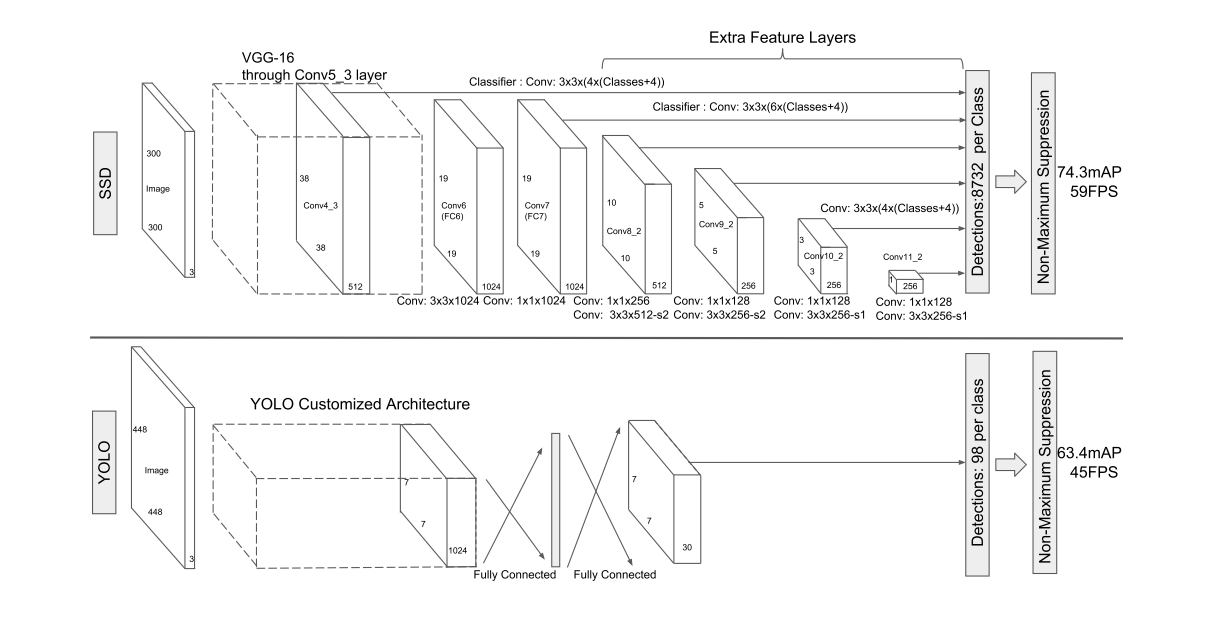 Extra Feature Layers
VGG-16
through Conv5_3 layer
Classifier : Conv: 3x3x(4x(Classes+4))
Classifier : Conv: 3x3x(6x(Classes+4))
Conv: 3x3x(4x(Classes+4))
SSD
300
Image
300
3
38
Conv4_3
38
512
19
Conv6
(FC6)
19
1024
19
Conv7
(FC7)
19
1024
10
Conv8_2
10
512
5
Conv9_2
5
256
3
Conv10_2
3
256
Conv11_2
1
256
Conv: 3x3x1024
Conv: 1x1x1024
Conv: 1x1x256
Conv: 3x3x512-s2
Conv: 1x1x128
Conv: 3x3x256-s2
Conv: 1x1x128
Conv: 3x3x256-s1
Conv: 1x1x128
Conv: 3x3x256-s1
Detections:8732 per Class
Non-Maximum Suppression
74.3mAP
59FPS
YOLO
448
Image
448
3
YOLO Customized Architecture
7
7
1024
Fully Connected
Fully Connected
7
7
30
Detections: 98 per class
Non-Maximum Suppression
63.4mAP
45FPS